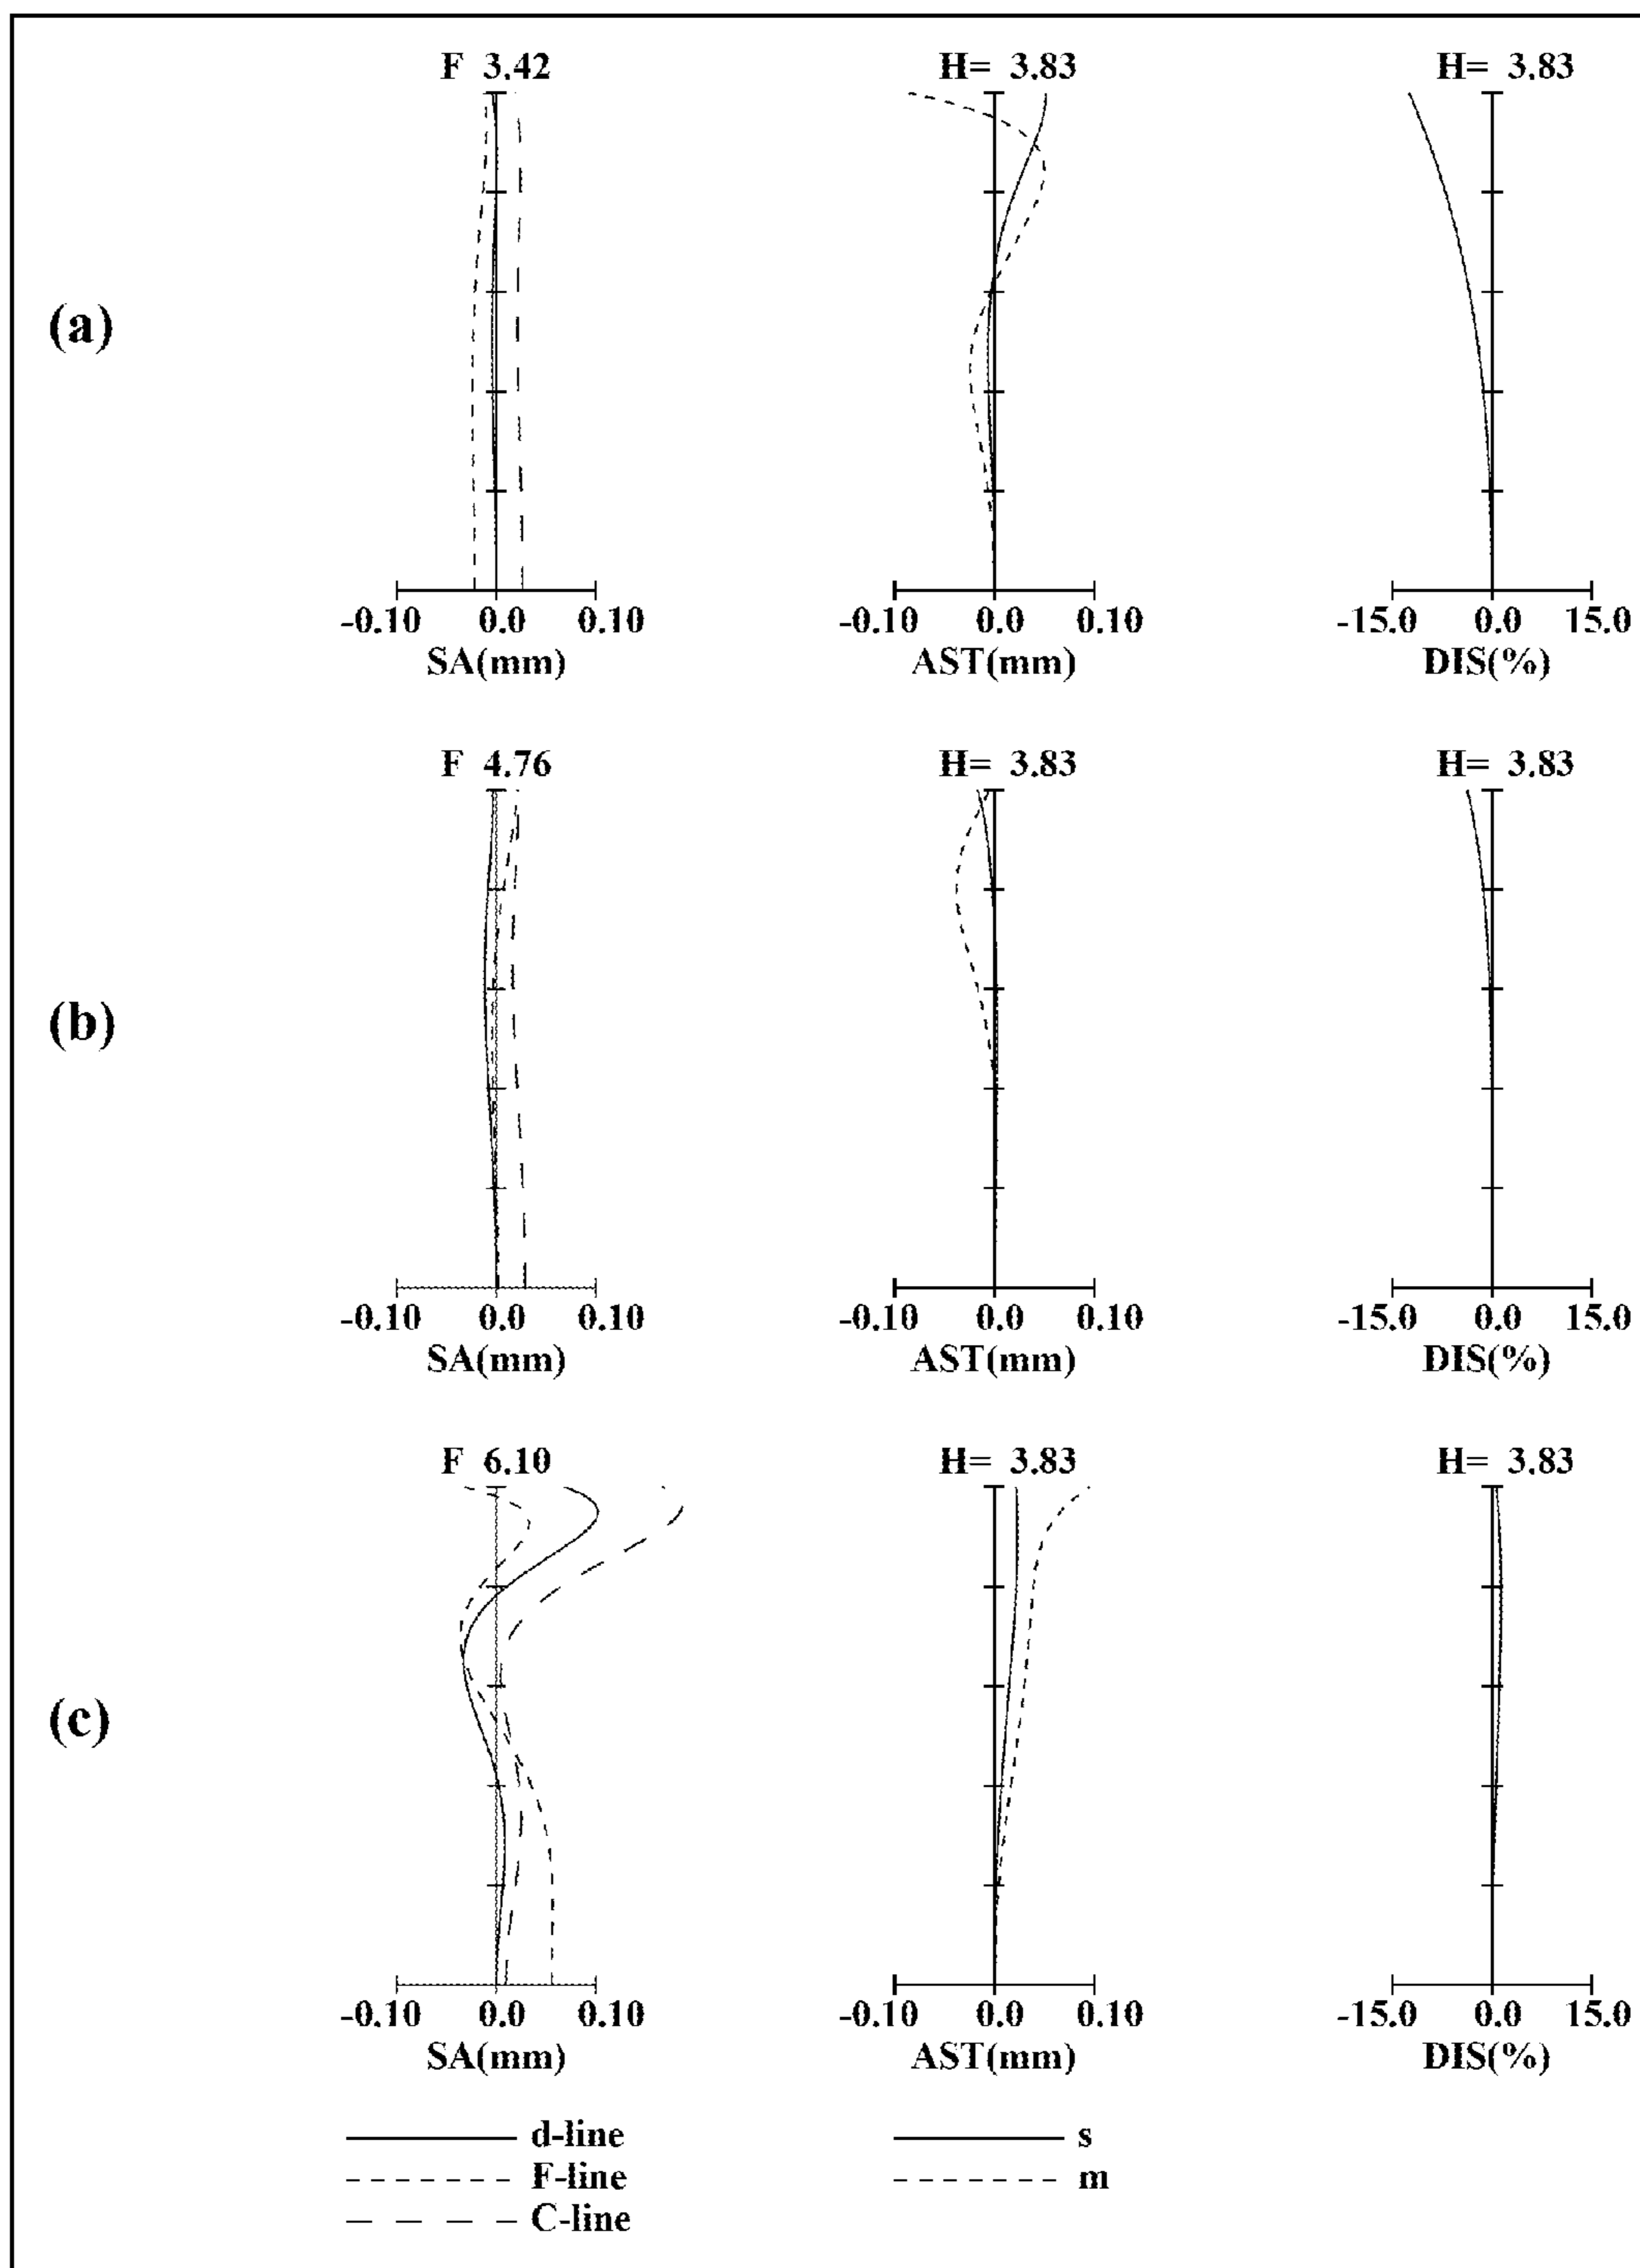 F 3.42 H= 3.83 H= 3.83
(a)
-0.10 0.0 0.10 -0.10 0.0 0.10 -15.0 0.0 15.0
SA(mm) AST(mm) DIS(%)
F 4.76 H= 3.83 H= 3.83
(b)
-0.10 0.0 0.10 -0.10 0.0 0.10 -15.0 0.0 15.0
SA(mm) AST(mm) DIS(%)
F 6.10 H= 3.83 H= 3.83
(c)
-0.10 0.0 0.10 -0.10 0.0 0.10 -15.0 0.0 15.0
SA(mm) AST(mm) DIS(%)
d-line s
F-line m
C-line